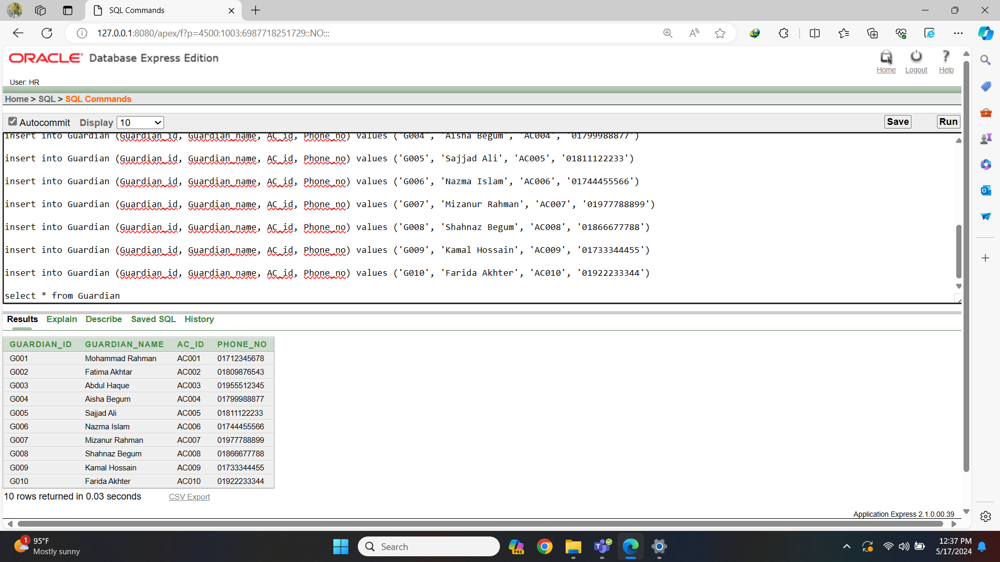 SQL Commands
127.0.0.1:8080/apex/f?p=4500:1003:6987718251729::NO:::
ORACLE Database Express Edition
Home Logout Help
User: HR
Home > SQL > SQL Commands
Autocommit Display 10 Save Run
insert into Guardian (Guardian_id, Guardian_name, AC_id, Phone_no) values ('G004', 'Aisha Begum', 'AC004', '01799988877')
insert into Guardian (Guardian_id, Guardian_name, AC_id, Phone_no) values ('G005', 'Sajjad Ali', 'AC005', '01811122233')
insert into Guardian (Guardian_id, Guardian_name, AC_id, Phone_no) values ('G006', 'Nazma Islam', 'AC006', '01744455566')
insert into Guardian (Guardian_id, Guardian_name, AC_id, Phone_no) values ('G007', 'Mizanur Rahman', 'AC007', '01977788899')
insert into Guardian (Guardian_id, Guardian_name, AC_id, Phone_no) values ('G008', 'Shahnaz Begum', 'AC008', '01866677788')
insert into Guardian (Guardian_id, Guardian_name, AC_id, Phone_no) values ('G009', 'Kamal Hossain', 'AC009', '01733344455')
insert into Guardian (Guardian_id, Guardian_name, AC_id, Phone_no) values ('G010', 'Farida Akhter', 'AC010', '01922233344')
select * from Guardian
Results Explain Describe Saved SQL History
GUARDIAN_ID GUARDIAN_NAME AC_ID PHONE_NO
G001 Mohammad Rahman AC001 01712345678
G002 Fatima Akhtar AC002 01809876543
G003 Abdul Haque AC003 01955512345
G004 Aisha Begum AC004 01799988877
G005 Sajjad Ali AC005 01811122233
G006 Nazma Islam AC006 01744455566
G007 Mizanur Rahman AC007 01977788899
G008 Shahnaz Begum AC008 01866677788
G009 Kamal Hossain AC009 01733344455
G010 Farida Akhter AC010 01922233344
10 rows returned in 0.03 seconds CSV Export
Application Express 2.1.0.00.39
1 95°F
Mostly sunny
Search
PRE
12:37 PM
5/17/2024